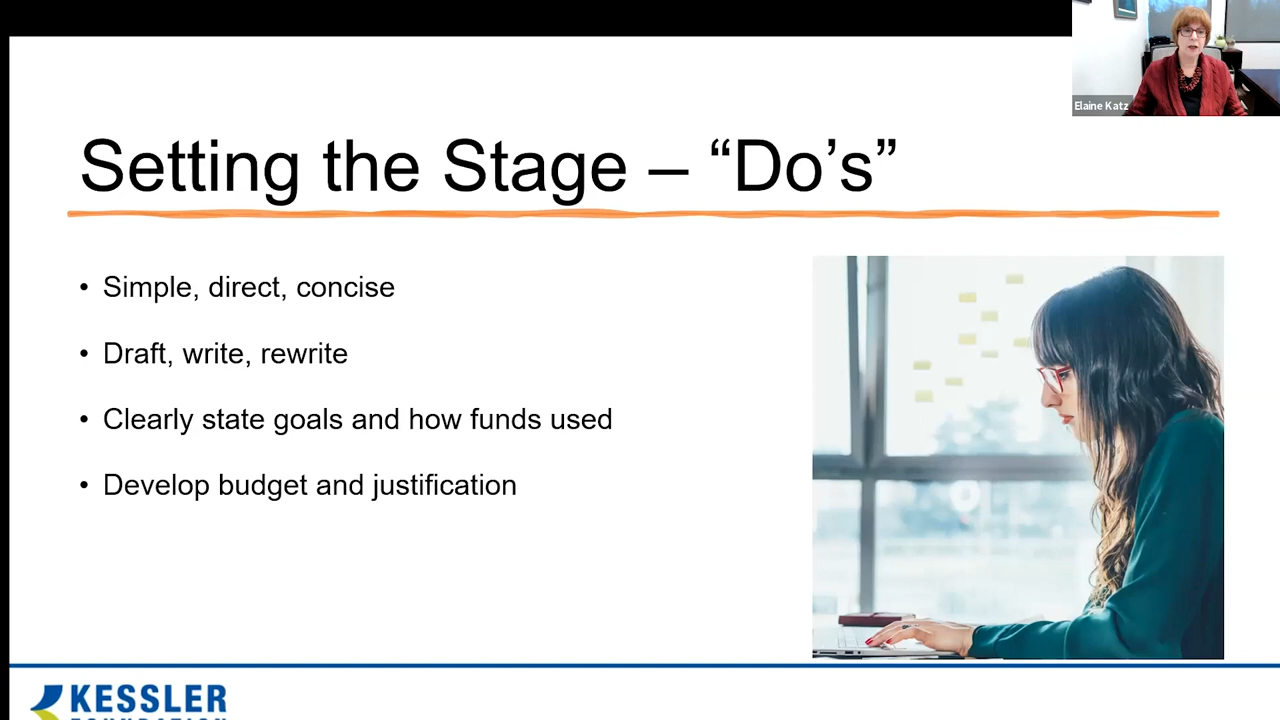 Elaine Katz
Setting the Stage – “Do’s”
• Simple, direct, concise
• Draft, write, rewrite
• Clearly state goals and how funds used
• Develop budget and justification
KESSLER
FOUNDATION